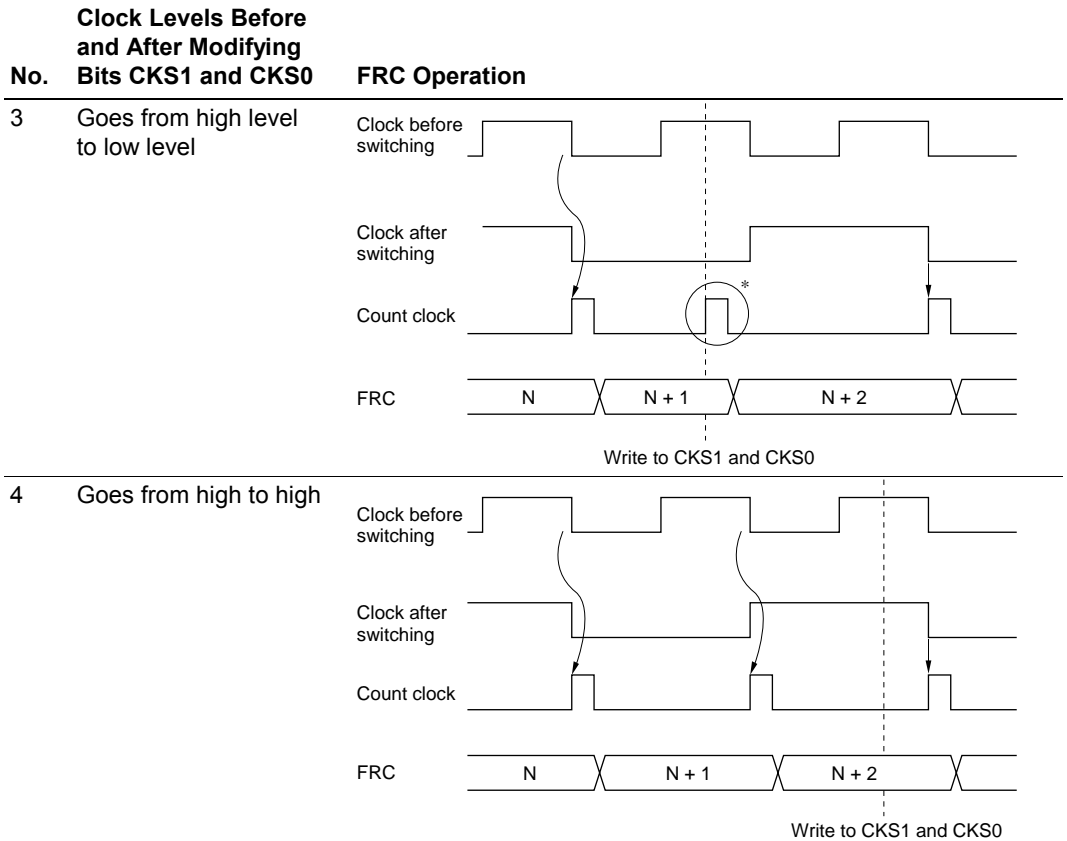 Clock Levels Before
and After Modifying
No. Bits CKS1 and CKS0 FRC Operation
3 Goes from high level
to low level
Clock before
switching
Clock after
switching
*
Count clock
FRC N N + 1 N + 2
Write to CKS1 and CKS0
4 Goes from high to high
Clock before
switching
Clock after
switching
Count clock
FRC N N + 1 N + 2
Write to CKS1 and CKS0